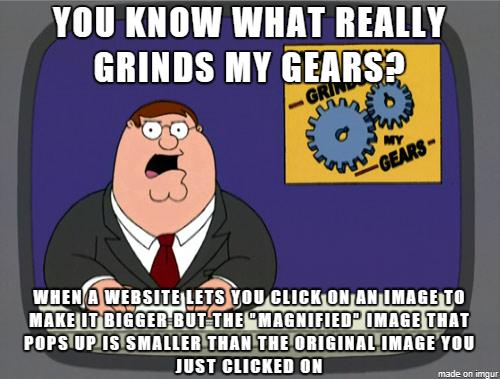 YOU KNOW WHAT REALLY
GRINDS MY GEARS?
GRINDS
MY
GEARS
WHEN A WEBSITE LETS YOU CLICK ON AN IMAGE TO
MAKE IT BIGGER BUT THE "MAGNIFIED" IMAGE THAT
POPS UP IS SMALLER THAN THE ORIGINAL IMAGE YOU
JUST CLICKED ON
made on imgur